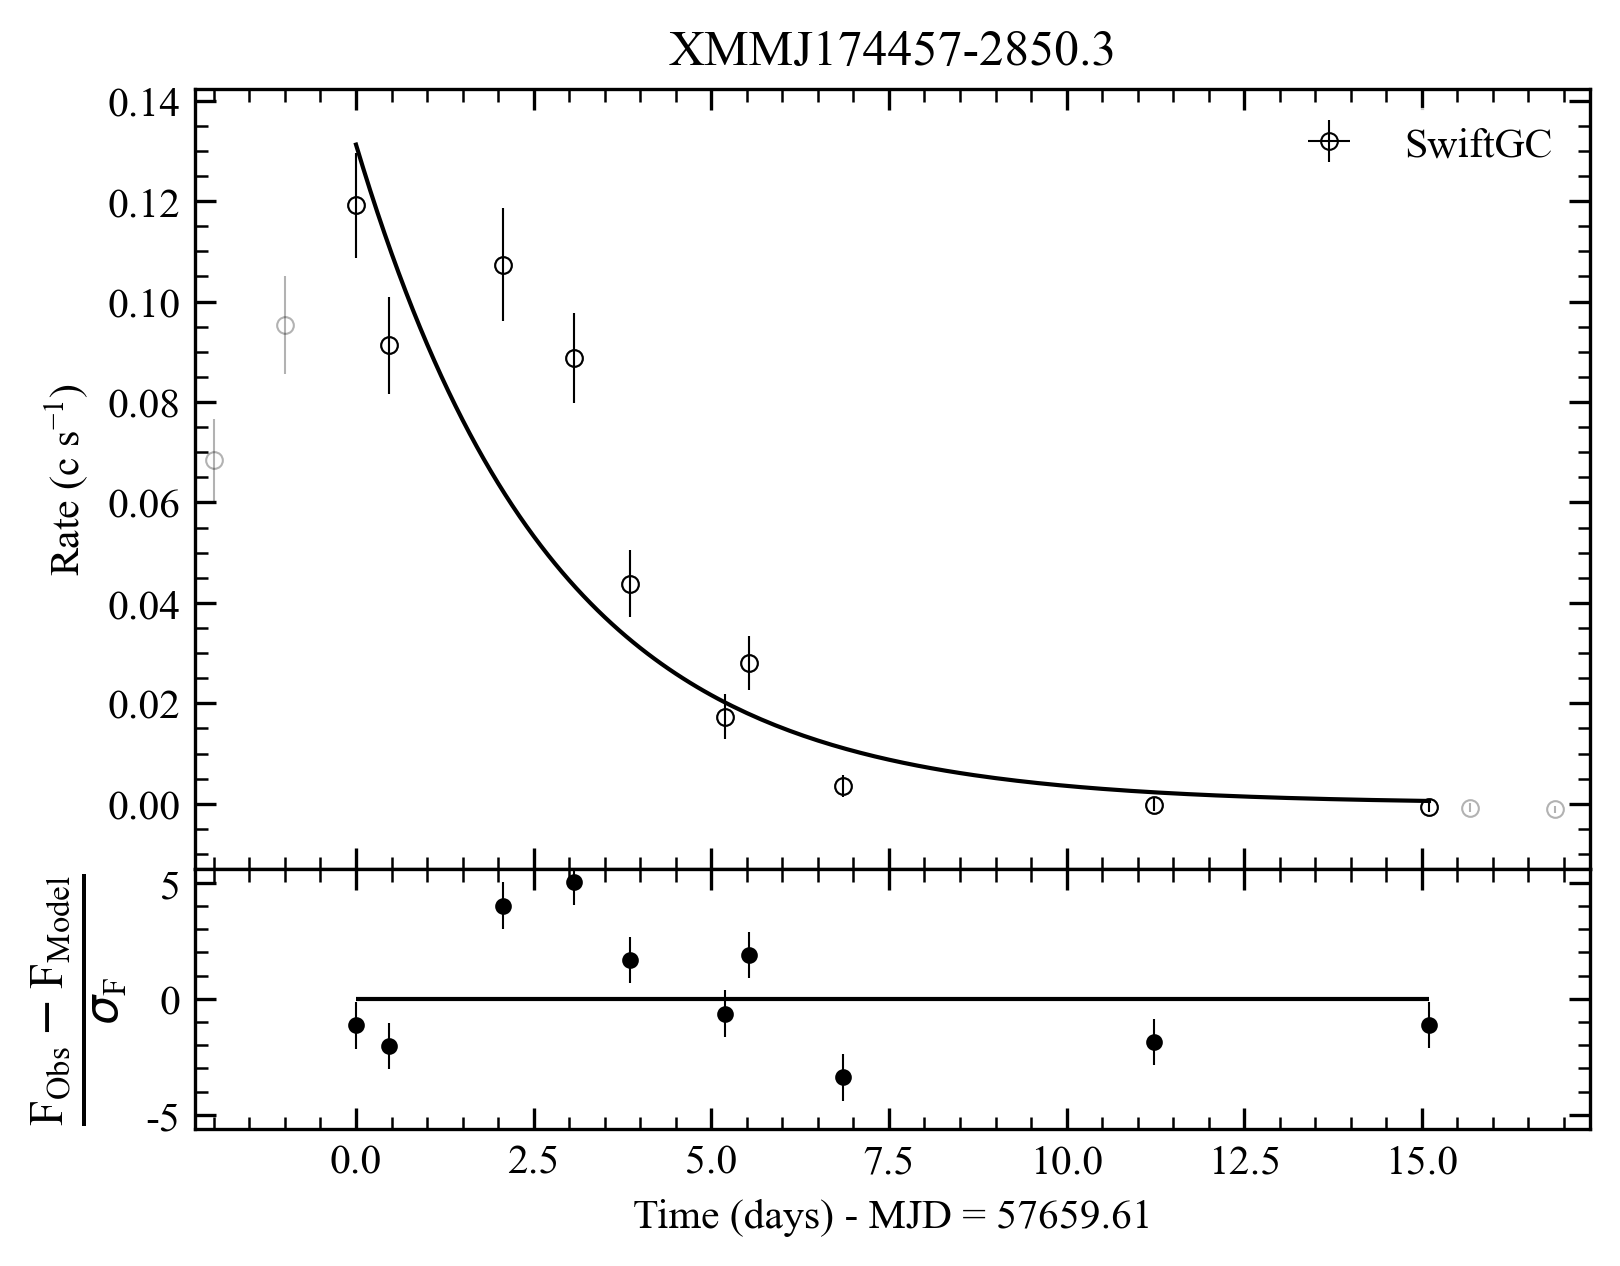 XMMJ174457-2850.3
0.14
0.12
0.10
0.08
0.06
0.04
0.02
0.00
Rate (c s⁻¹)
SwiftGC
5
0
-5
F_Obs − F_Model
σ_F
0.0 2.5 5.0 7.5 10.0 12.5 15.0
Time (days) - MJD = 57659.61